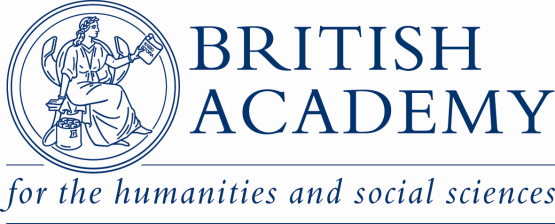 BRITISH
ACADEMY
for the humanities and social sciences